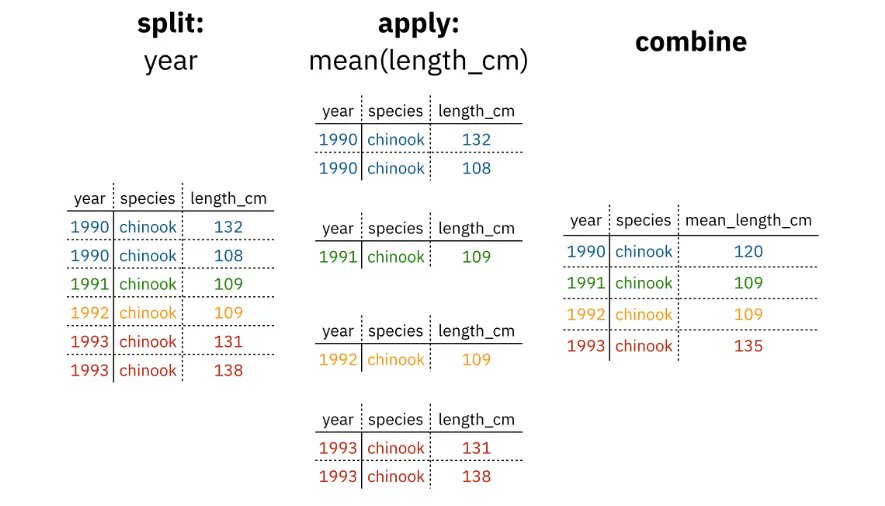 split:
year
year species length_cm
1990 chinook 132
1990 chinook 108
1991 chinook 109
1992 chinook 109
1993 chinook 131
1993 chinook 138
apply:
mean(length_cm)
year species length_cm
1990 chinook 132
1990 chinook 108
year species length_cm
1991 chinook 109
year species length_cm
1992 chinook 109
year species length_cm
1993 chinook 131
1993 chinook 138
combine
year species mean_length_cm
1990 chinook 120
1991 chinook 109
1992 chinook 109
1993 chinook 135